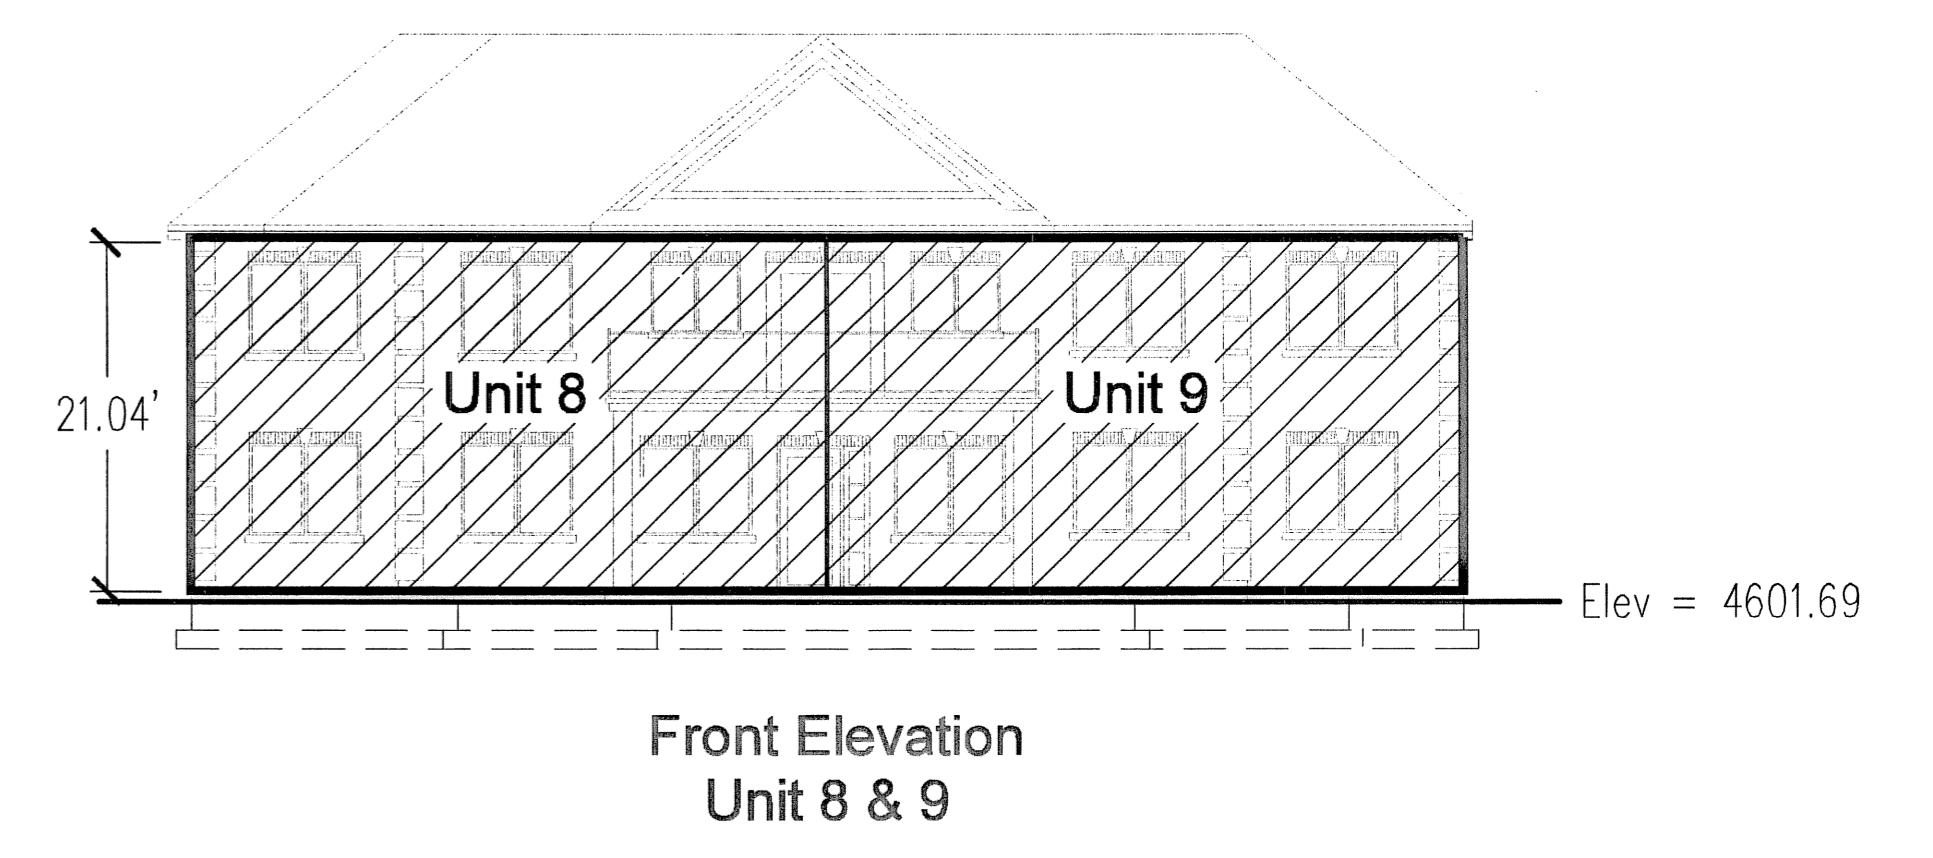 Unit 8
Unit 9
21.04'
Elev = 4601.69
Front Elevation
Unit 8 & 9